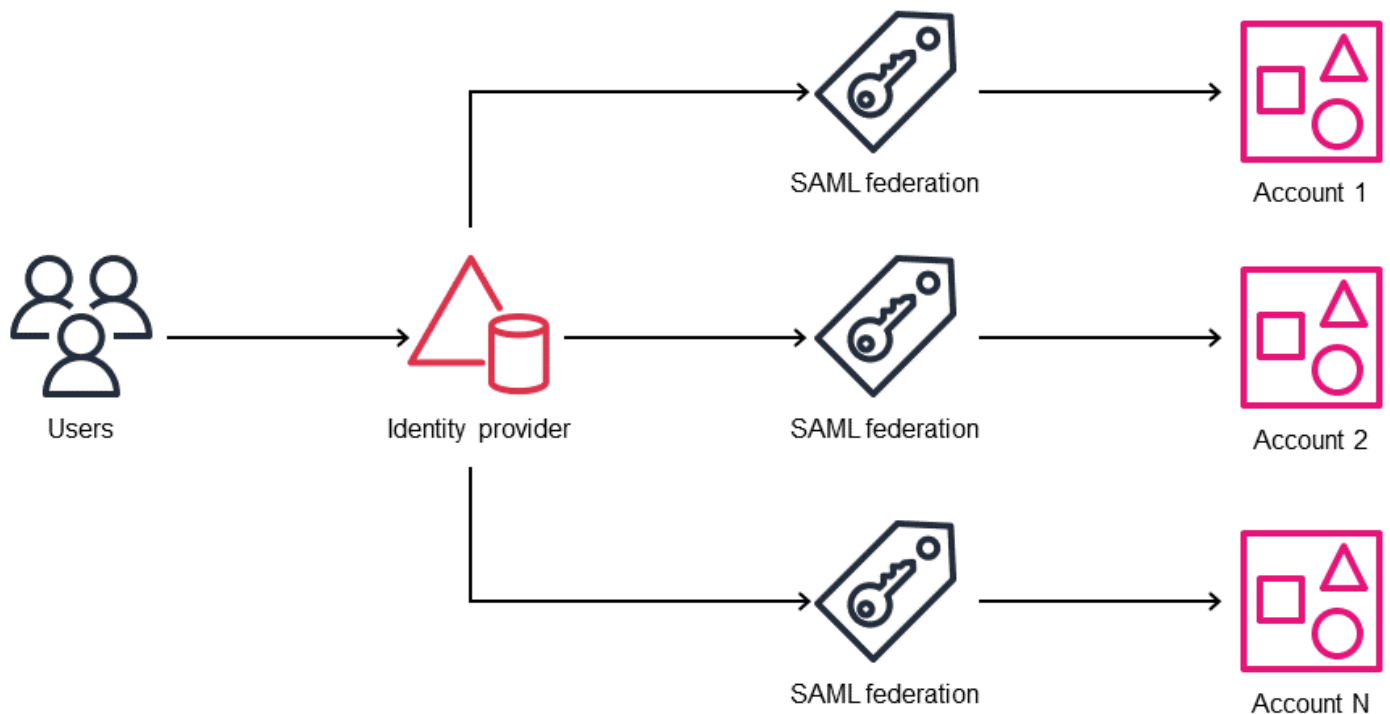 SAML federation
Account 1
Users
Identity provider
SAML federation
Account 2
SAML federation
Account N